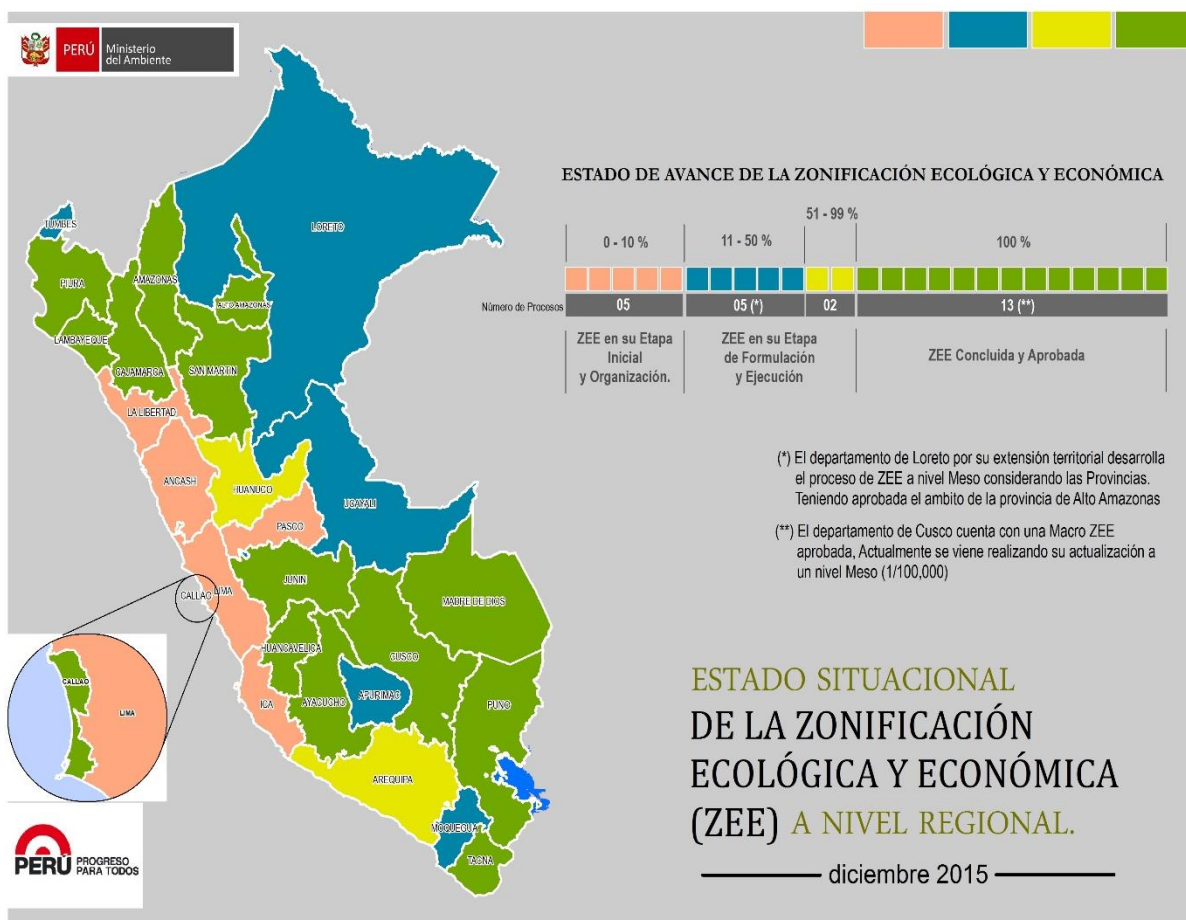 PERÚ
Ministerio
del Ambiente
ESTADO DE AVANCE DE LA ZONIFICACIÓN ECOLÓGICA Y ECONÓMICA
0 - 10 %
11 - 50 %
51 - 99 %
100 %
Número de Procesos
05
05 (*)
02
13 (**)
ZEE en su Etapa
Inicial
y Organización.
ZEE en su Etapa
de Formulación
y Ejecución
ZEE Concluida y Aprobada
(*) El departamento de Loreto por su extensión territorial desarrolla
el proceso de ZEE a nivel Meso considerando las Provincias.
Teniendo aprobada el ambito de la provincia de Alto Amazonas
(**) El departamento de Cusco cuenta con una Macro ZEE
aprobada, Actualmente se viene realizando su actualización a
un nivel Meso (1/100,000)
TUMBES
LORETO
PIURA
AMAZONAS
ALTO AMAZONAS
LAMBAYEQUE
CAJAMARCA
SAN MARTIN
LA LIBERTAD
ANCASH
HUANUCO
UCAYALI
PASCO
JUNIN
CALLAO
LIMA
MADRE DE DIOS
HUANCAVELICA
CUSCO
ICA
AYACUCHO
APURIMAC
PUNO
AREQUIPA
MOQUEGUA
TACNA
CALLAO
LIMA
ESTADO SITUACIONAL
DE LA ZONIFICACIÓN
ECOLÓGICA Y ECONÓMICA
(ZEE) A NIVEL REGIONAL.
diciembre 2015
PERÚ
PROGRESO
PARA TODOS